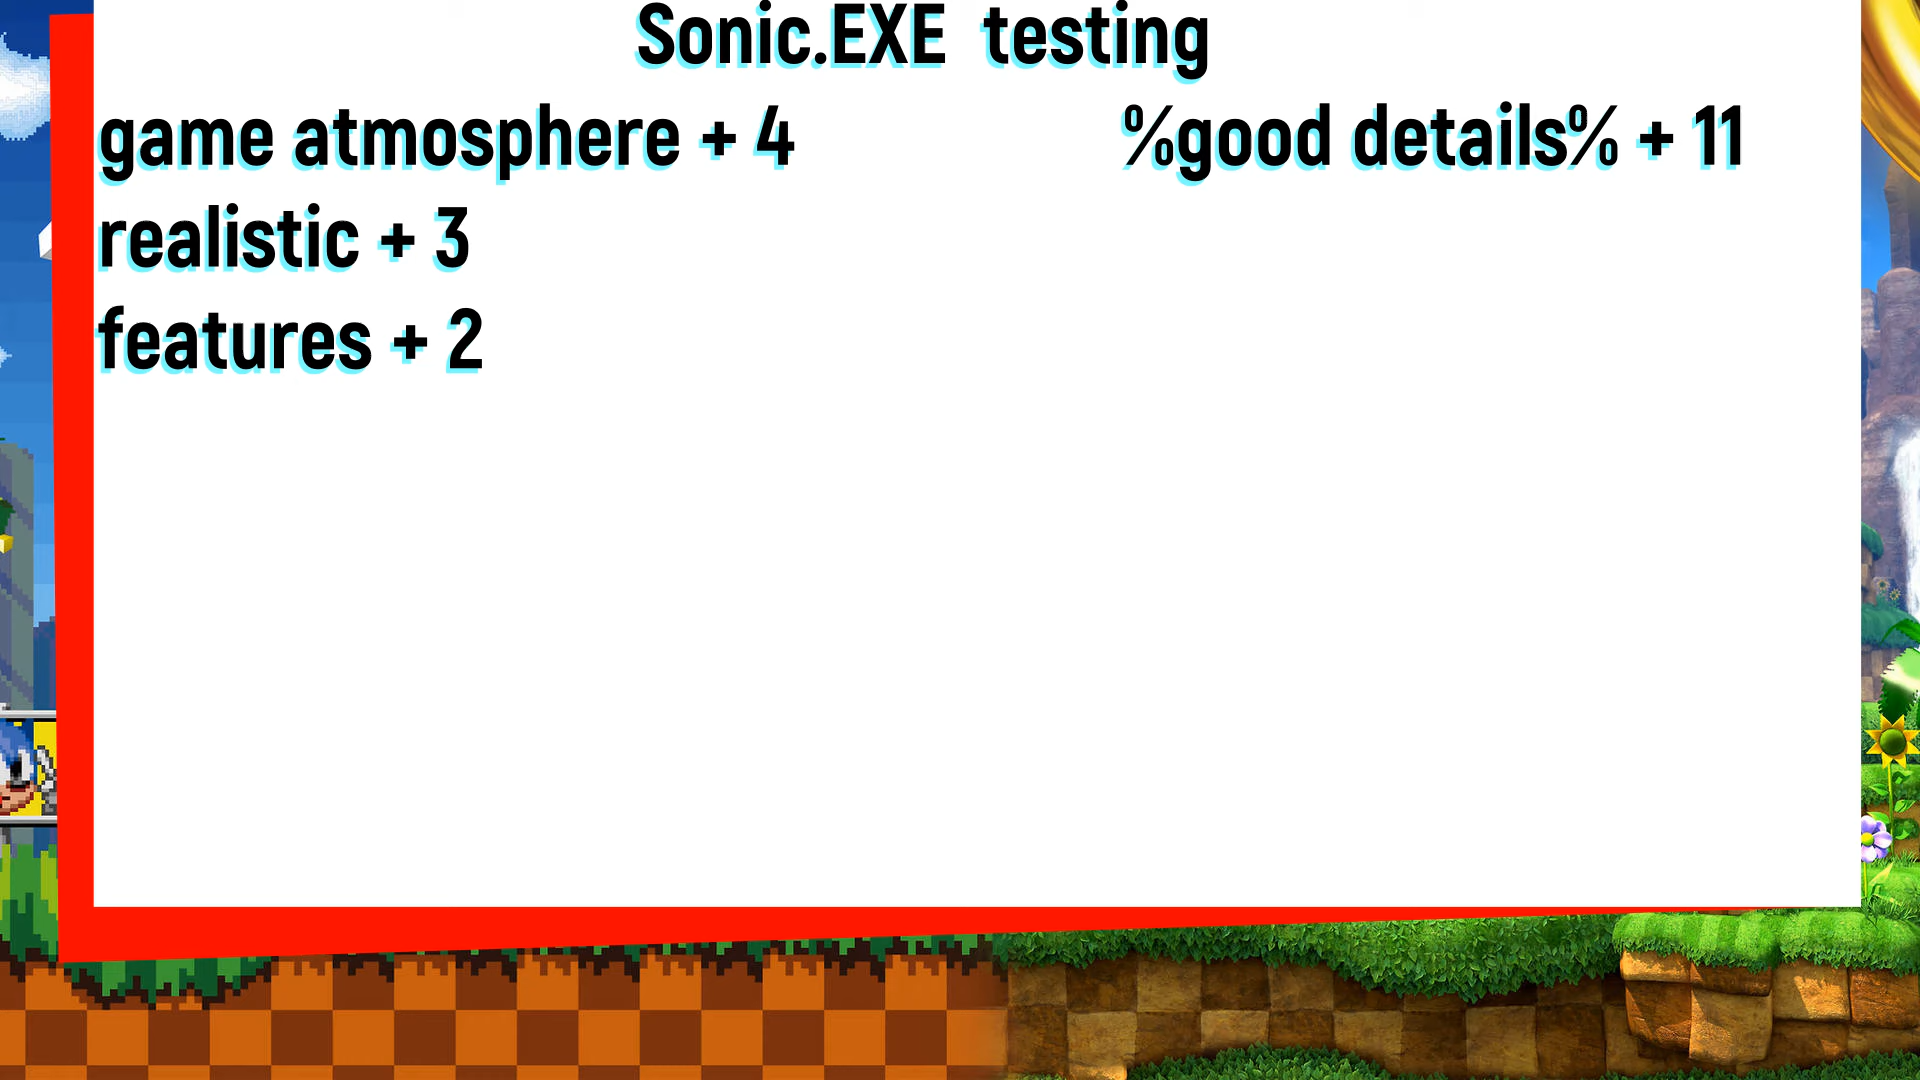 Sonic.EXE  testing
game atmosphere + 4
%good details% + 11
realistic + 3
features + 2